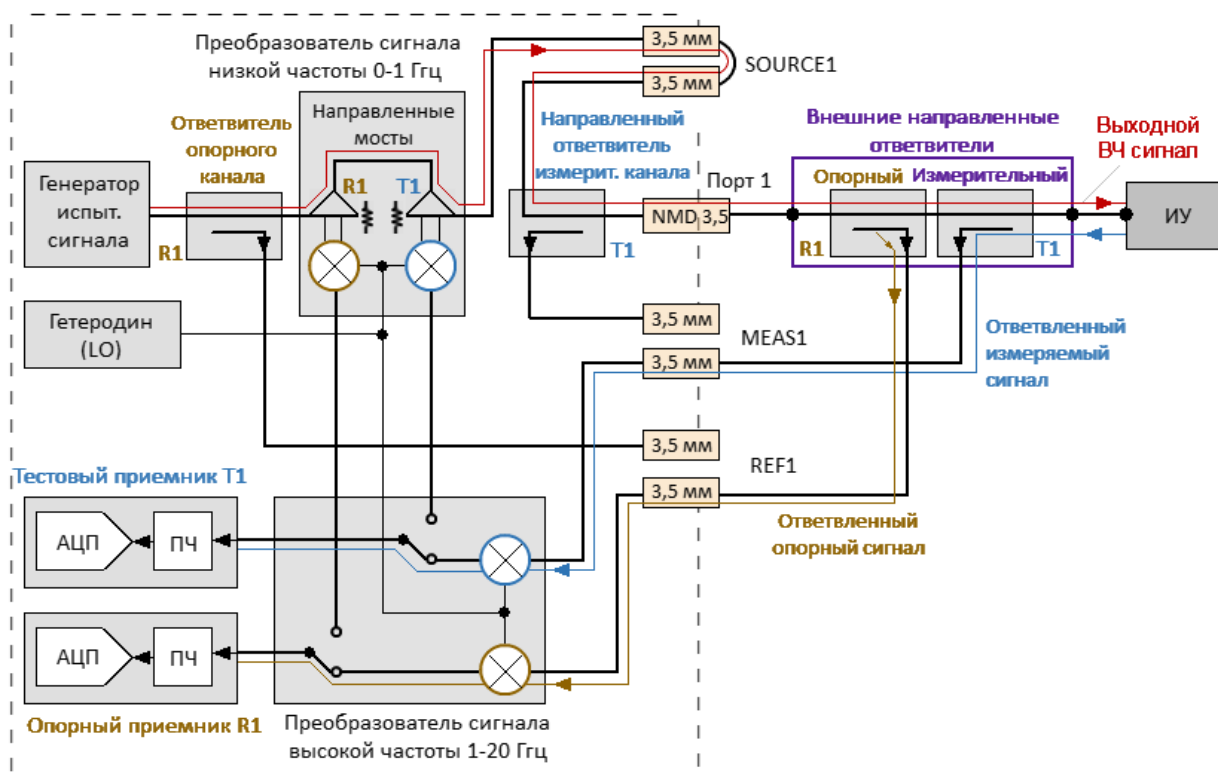 Преобразователь сигнала
низкой частоты 0-1 Ггц
3,5 мм
3,5 мм
SOURCE1
Направленные
мосты
R1
T1
Ответвитель
опорного
канала
R1
Генератор
испыт.
сигнала
Направленный
ответвитель
измерит. канала
T1
Порт 1
NMD 3,5
Внешние направленные
ответвители
Опорный
Измерительный
R1
T1
Выходной
ВЧ сигнал
ИУ
Гетеродин
(LO)
3,5 мм
MEAS1
3,5 мм
Ответвленный
измеряемый
сигнал
3,5 мм
REF1
3,5 мм
Ответвленный
опорный сигнал
Тестовый приемник T1
АЦП
ПЧ
АЦП
ПЧ
Опорный приемник R1
Преобразователь сигнала
высокой частоты 1-20 Ггц